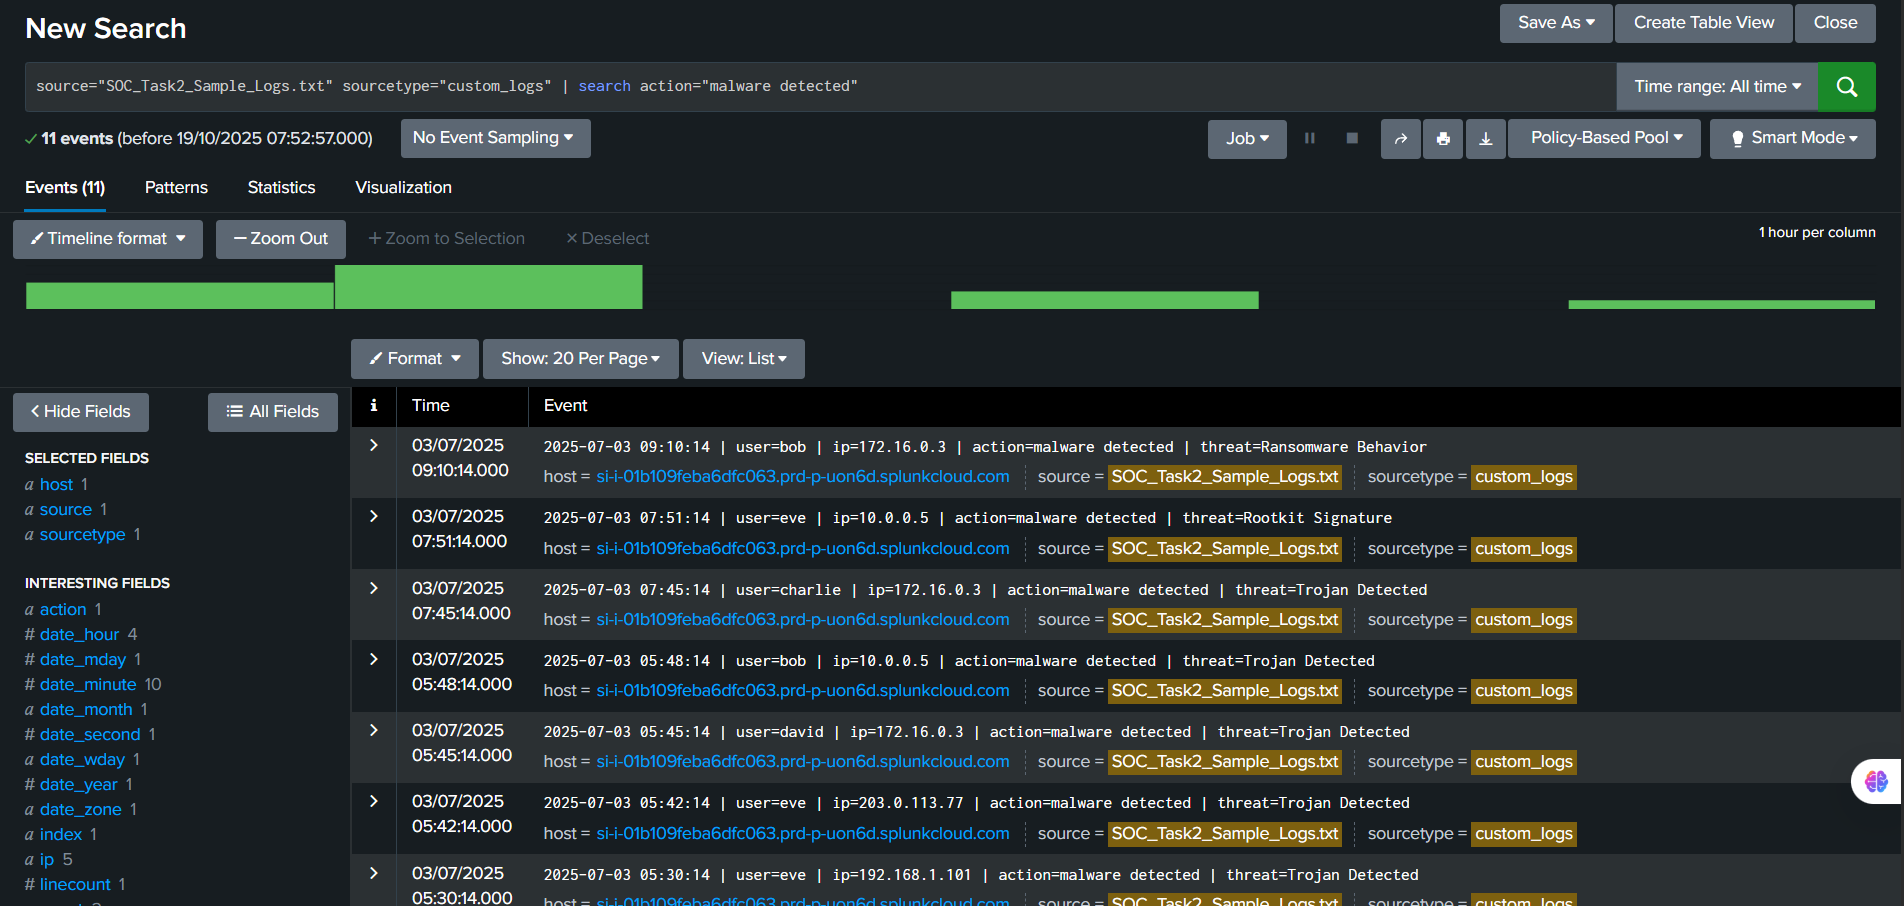 New Search
Save As
Create Table View
Close
source="SOC_Task2_Sample_Logs.txt" sourcetype="custom_logs" | search action="malware detected"
Time range: All time
11 events (before 19/10/2025 07:52:57.000)
No Event Sampling
Job
Policy-Based Pool
Smart Mode
Events (11)
Patterns
Statistics
Visualization
Timeline format
Zoom Out
+ Zoom to Selection
× Deselect
1 hour per column
Format
Show: 20 Per Page
View: List
Hide Fields
All Fields
SELECTED FIELDS
a host 1
a source 1
a sourcetype 1
INTERESTING FIELDS
a action 1
# date_hour 4
# date_mday 1
# date_minute 10
a date_month 1
# date_second 1
a date_wday 1
# date_year 1
a date_zone 1
a index 1
a ip 5
# linecount 1
i Time Event
03/07/2025 09:10:14.000
2025-07-03 09:10:14 | user=bob | ip=172.16.0.3 | action=malware detected | threat=Ransomware Behavior
host = si-i-01b109feba6dfc063.prd-p-uon6d.splunkcloud.com source = SOC_Task2_Sample_Logs.txt sourcetype = custom_logs
03/07/2025 07:51:14.000
2025-07-03 07:51:14 | user=eve | ip=10.0.0.5 | action=malware detected | threat=Rootkit Signature
host = si-i-01b109feba6dfc063.prd-p-uon6d.splunkcloud.com source = SOC_Task2_Sample_Logs.txt sourcetype = custom_logs
03/07/2025 07:45:14.000
2025-07-03 07:45:14 | user=charlie | ip=172.16.0.3 | action=malware detected | threat=Trojan Detected
host = si-i-01b109feba6dfc063.prd-p-uon6d.splunkcloud.com source = SOC_Task2_Sample_Logs.txt sourcetype = custom_logs
03/07/2025 05:48:14.000
2025-07-03 05:48:14 | user=bob | ip=10.0.0.5 | action=malware detected | threat=Trojan Detected
host = si-i-01b109feba6dfc063.prd-p-uon6d.splunkcloud.com source = SOC_Task2_Sample_Logs.txt sourcetype = custom_logs
03/07/2025 05:45:14.000
2025-07-03 05:45:14 | user=david | ip=172.16.0.3 | action=malware detected | threat=Trojan Detected
host = si-i-01b109feba6dfc063.prd-p-uon6d.splunkcloud.com source = SOC_Task2_Sample_Logs.txt sourcetype = custom_logs
03/07/2025 05:42:14.000
2025-07-03 05:42:14 | user=eve | ip=203.0.113.77 | action=malware detected | threat=Trojan Detected
host = si-i-01b109feba6dfc063.prd-p-uon6d.splunkcloud.com source = SOC_Task2_Sample_Logs.txt sourcetype = custom_logs
03/07/2025 05:30:14.000
2025-07-03 05:30:14 | user=eve | ip=192.168.1.101 | action=malware detected | threat=Trojan Detected
host = si-i-01b109feba6dfc063.prd-p-uon6d.splunkcloud.com source = SOC_Task2_Sample_Logs.txt sourcetype = custom_logs